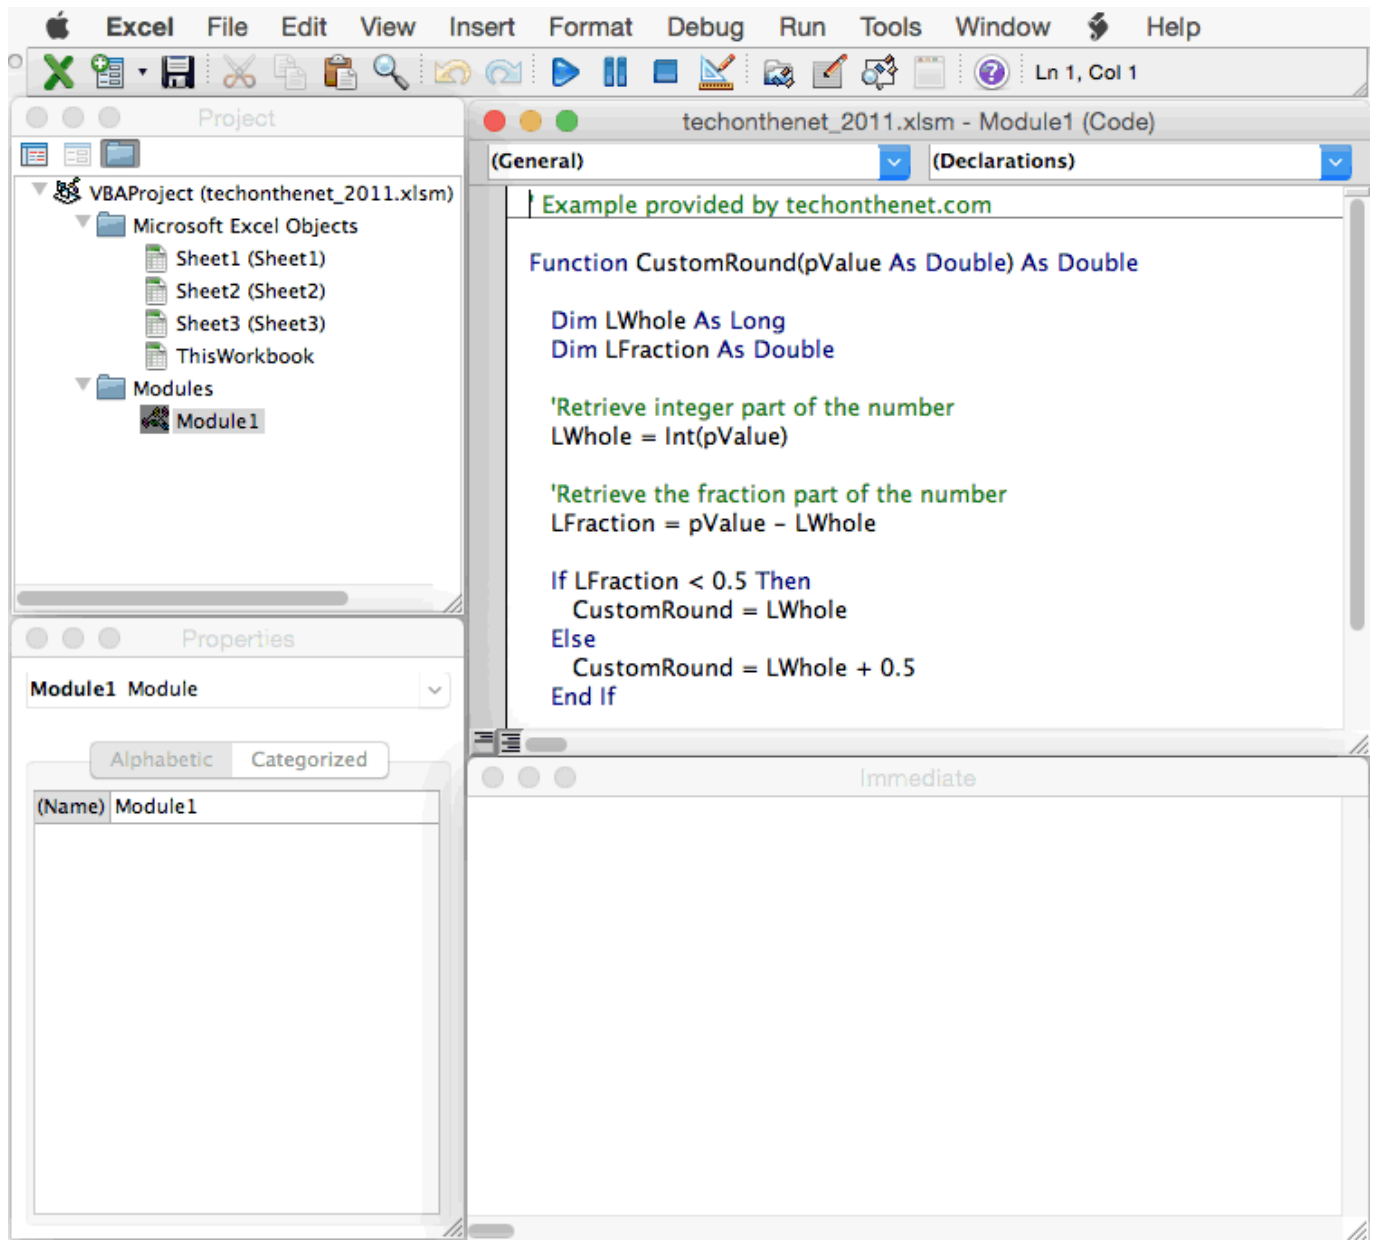 Excel File Edit View Insert Format Debug Run Tools Window Help
Ln 1, Col 1
Project
VBAProject (techonthenet_2011.xlsm)
Microsoft Excel Objects
Sheet1 (Sheet1)
Sheet2 (Sheet2)
Sheet3 (Sheet3)
ThisWorkbook
Modules
Module1
Properties
Module1 Module
Alphabetic Categorized
(Name) Module1
techonthenet_2011.xlsm - Module1 (Code)
(General) (Declarations)
' Example provided by techonthenet.com
Function CustomRound(pValue As Double) As Double
Dim LWhole As Long
Dim LFraction As Double
'Retrieve integer part of the number
LWhole = Int(pValue)
'Retrieve the fraction part of the number
LFraction = pValue - LWhole
If LFraction < 0.5 Then
CustomRound = LWhole
Else
CustomRound = LWhole + 0.5
End If
Immediate